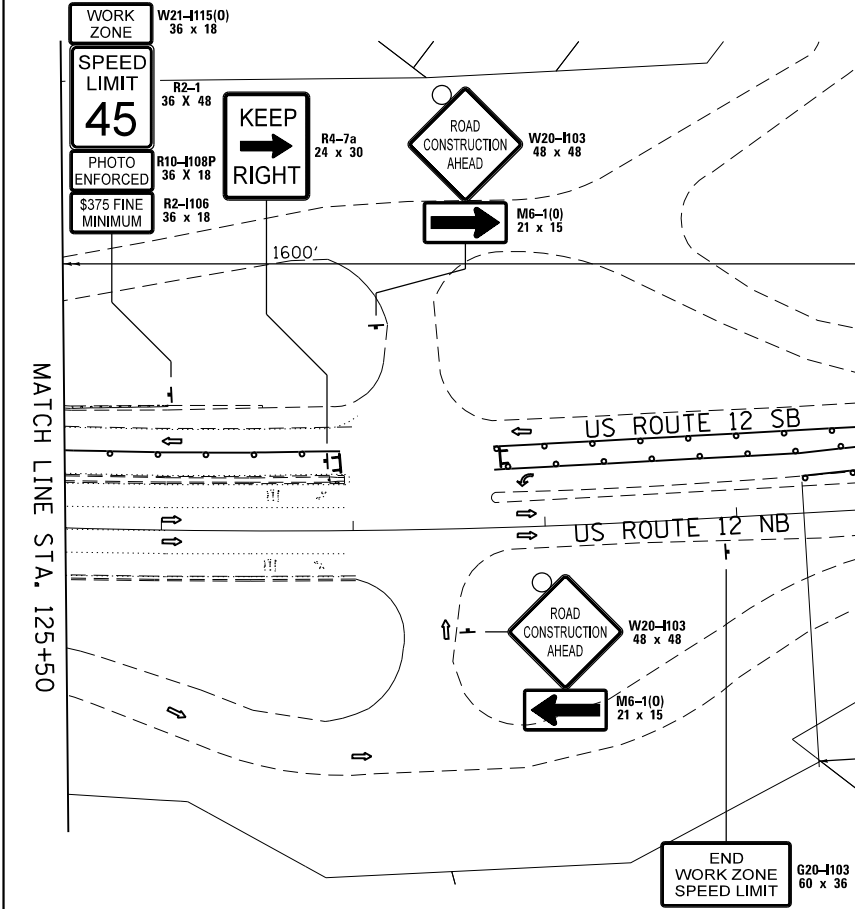 WORK
ZONE
W21-I115(O)
36 x 18
SPEED
LIMIT
45
R2-1
36 X 48
PHOTO
ENFORCED
R10-I108P
36 X 18
$375 FINE
MINIMUM
R2-I106
36 x 18
KEEP
RIGHT
R4-7a
24 x 30
ROAD
CONSTRUCTION
AHEAD
W20-I103
48 x 48
M6-1(O)
21 x 15
1600'
MATCH LINE STA. 125+50
US ROUTE 12 SB
US ROUTE 12 NB
ROAD
CONSTRUCTION
AHEAD
W20-I103
48 x 48
M6-1(O)
21 x 15
END
WORK ZONE
SPEED LIMIT
G20-I103
60 x 36